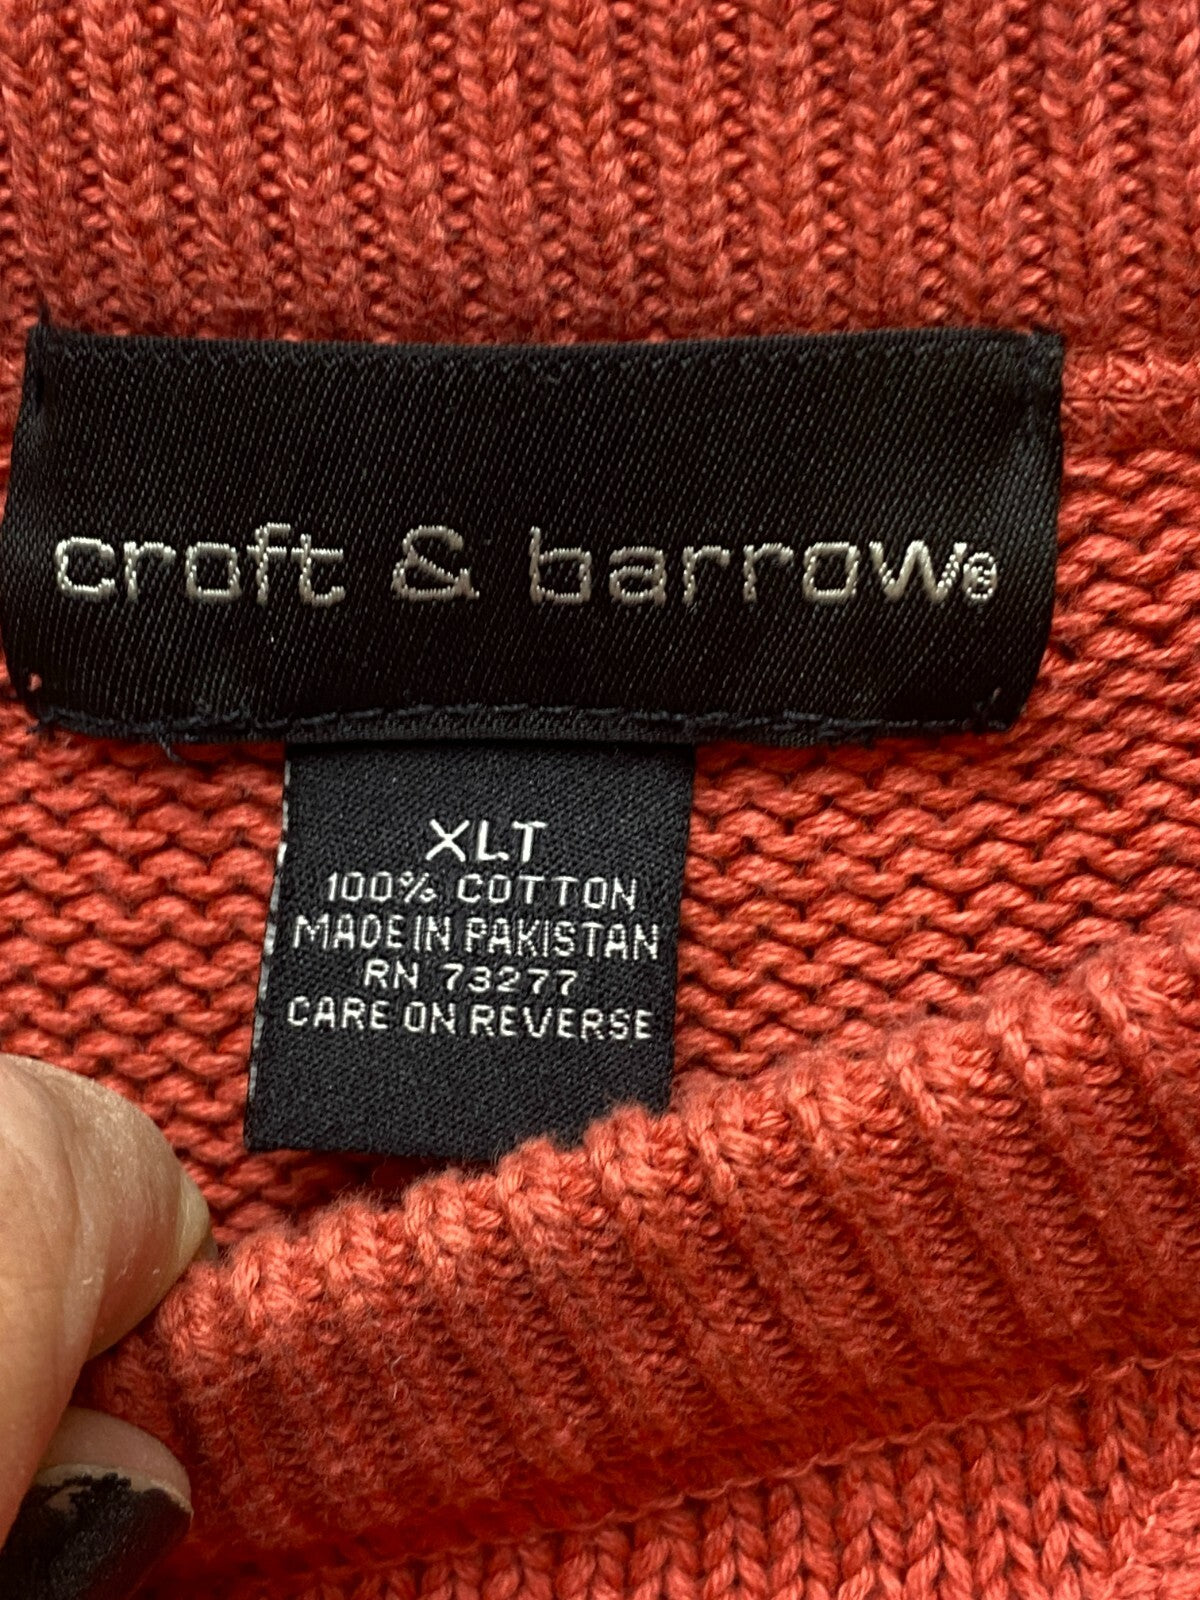 croft & barrow®
XLT
100% COTTON
MADE IN PAKISTAN
RN 73277
CARE ON REVERSE